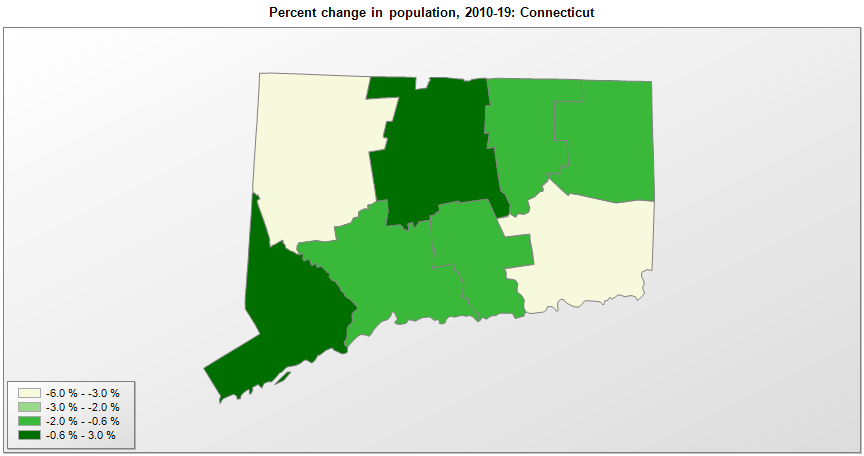 Percent change in population, 2010-19: Connecticut
-6.0 % - -3.0 %
-3.0 % - -2.0 %
-2.0 % - -0.6 %
-0.6 % - 3.0 %